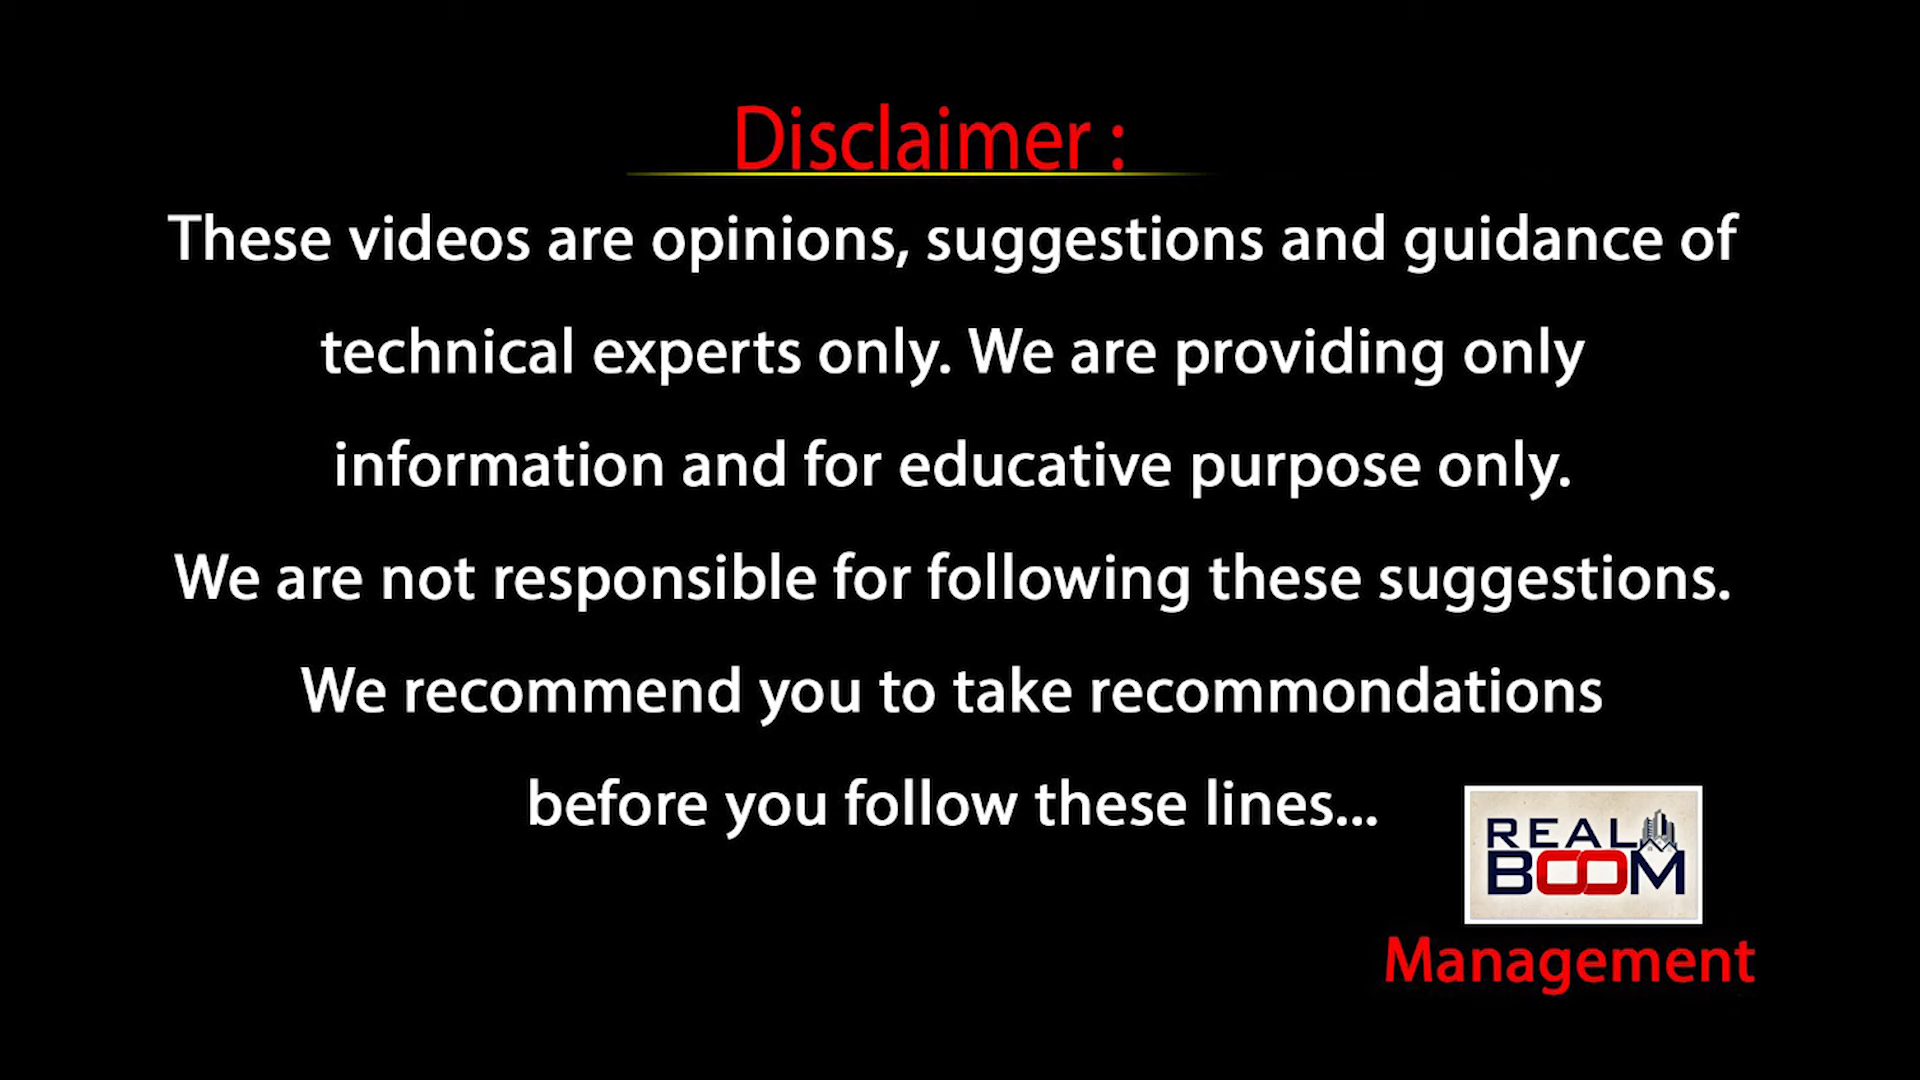 Disclaimer :
These videos are opinions, suggestions and guidance of
technical experts only. We are providing only
information and for educative purpose only.
We are not responsible for following these suggestions.
We recommend you to take recommondations
before you follow these lines...
REAL
BOOM
Management